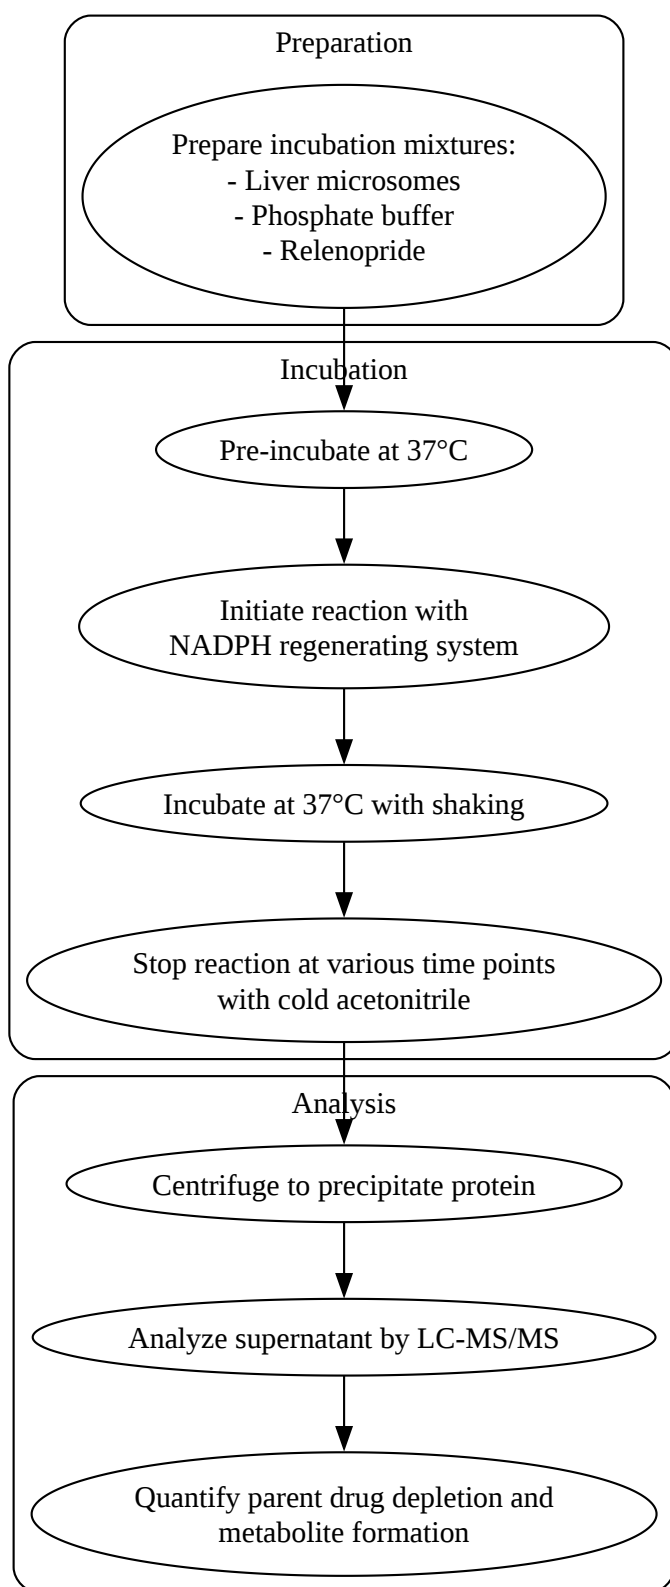 Preparation
Prepare incubation mixtures:
- Liver microsomes
- Phosphate buffer
- Relenopride
Incubation
Pre-incubate at 37°C
Initiate reaction with
NADPH regenerating system
Incubate at 37°C with shaking
Stop reaction at various time points
with cold acetonitrile
Analysis
Centrifuge to precipitate protein
Analyze supernatant by LC-MS/MS
Quantify parent drug depletion and
metabolite formation